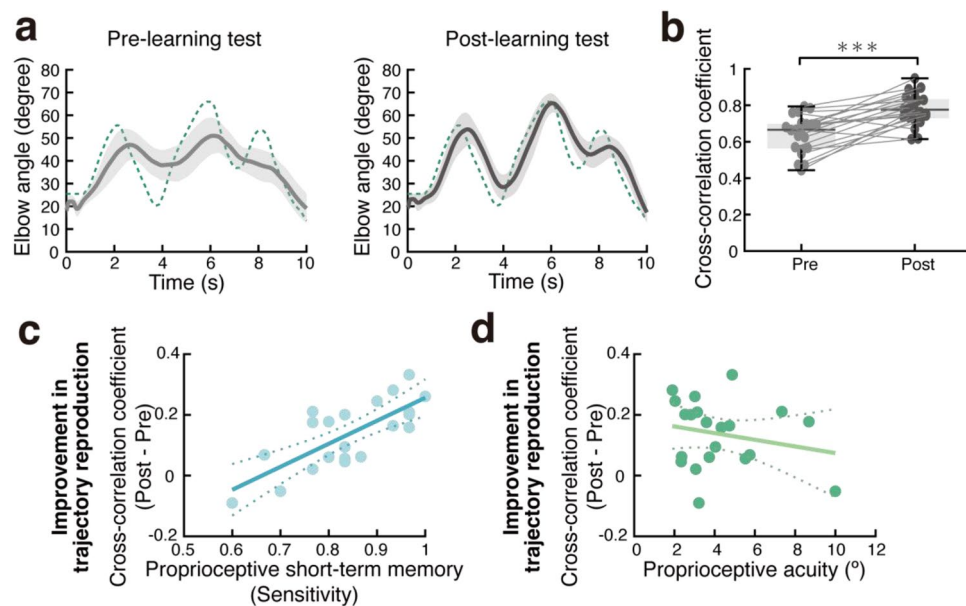 a
Pre-learning test
Elbow angle (degree)
80
70
60
50
40
30
20
10
0
0 2 4 6 8 10
Time (s)
Post-learning test
Elbow angle (degree)
80
70
60
50
40
30
20
10
0
0 2 4 6 8 10
Time (s)
b
***
Cross-correlation coefficient
1
0.8
0.6
0.4
0.2
0
Pre Post
c
Improvement in
trajectory reproduction
Cross-correlation coefficient
(Post - Pre)
0.4
0.2
0
-0.2
0.5 0.6 0.7 0.8 0.9 1
Proprioceptive short-term memory
(Sensitivity)
d
Improvement in
trajectory reproduction
Cross-correlation coefficient
(Post - Pre)
0.4
0.2
0
-0.2
0 2 4 6 8 10 12
Proprioceptive acuity (º)